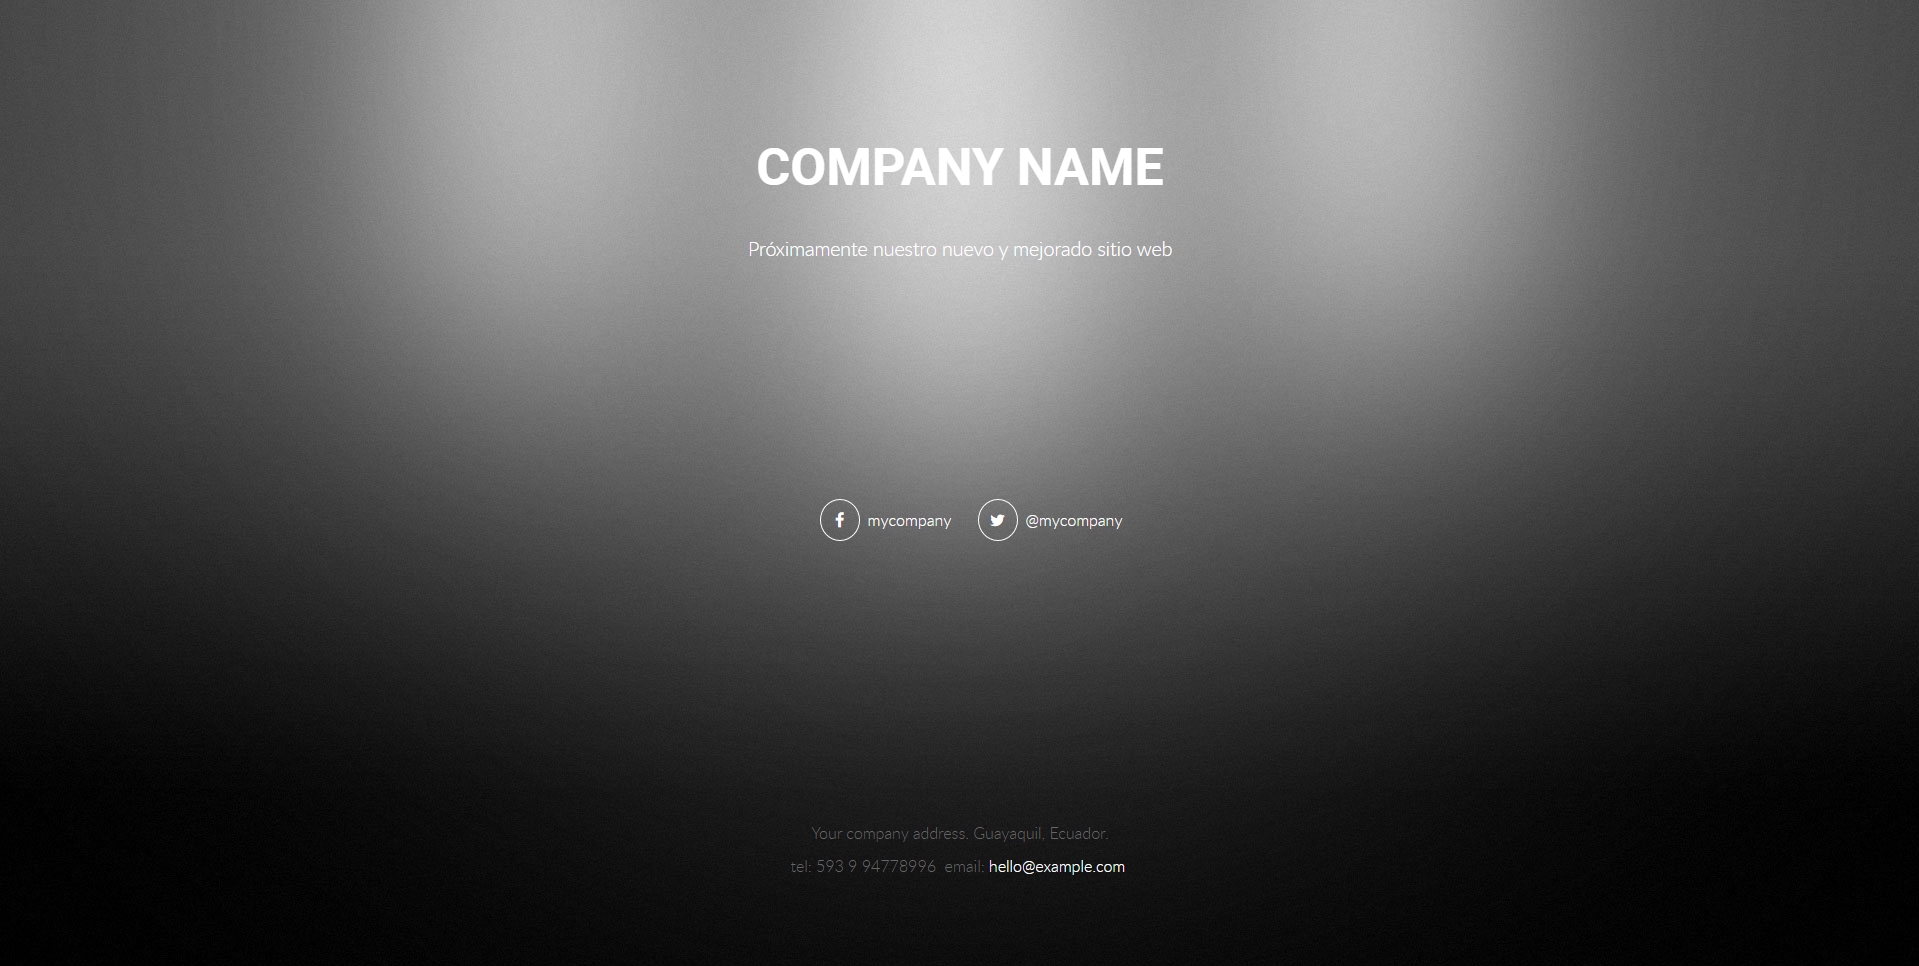 COMPANY NAME
Próximamente nuestro nuevo y mejorado sitio web
mycompany @mycompany
Your company address. Guayaquil, Ecuador.
tel: 593 9 94778996 email: hello@example.com